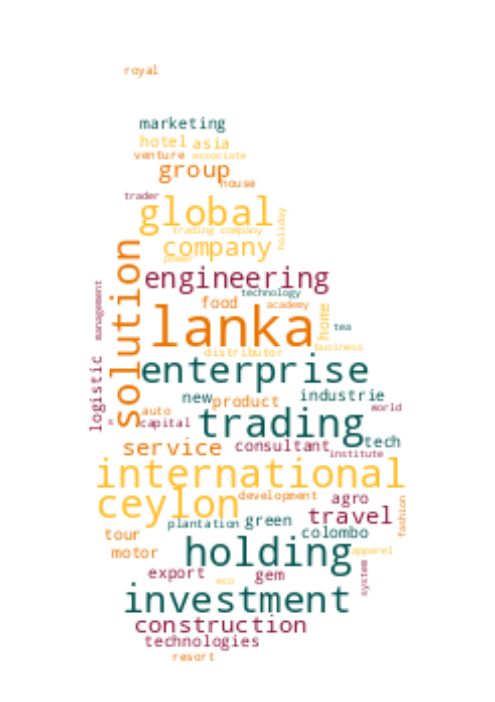 royal
marketing
hotel asia
venture associate
group
house
trader
global
holiday
trading company
company
power
solution
engineering
management
technology
food
academy
home
lanka
tea
business
distributor
enterprise
logistic
new
product
industrie
auto
world
capital
trading
tech
service
consultant
institute
international
ceylon
development
agro
fashion
travel
plantation
green
colombo
tour
motor
holding
apparel
export
gem
eco
system
investment
construction
technologies
resort